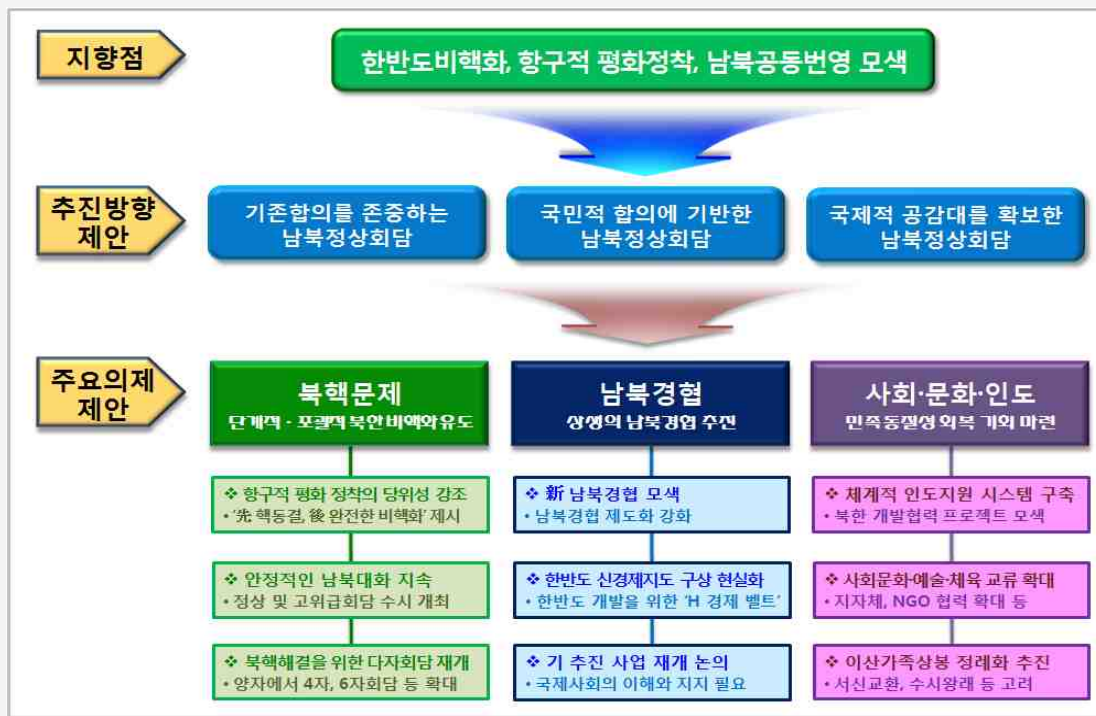 지향점
한반도비핵화, 항구적 평화정착, 남북공동번영 모색
추진방향
제안
기존합의를 존중하는
남북정상회담
국민적 합의에 기반한
남북정상회담
국제적 공감대를 확보한
남북정상회담
주요의제
제안
북핵문제
단계적 · 포괄적 북한 비핵화 유도
❖ 항구적 평화 정착의 당위성 강조
• ‘先 핵동결, 後 완전한 비핵화’ 제시
❖ 안정적인 남북대화 지속
• 정상 및 고위급회담 수시 개최
❖ 북핵해결을 위한 다자회담 재개
• 양자에서 4자, 6자회담 등 확대
남북경협
상생의 남북경협 추진
❖ 新 남북경협 모색
• 남북경협 제도화 강화
❖ 한반도 신경제지도 구상 현실화
• 한반도 개발을 위한 ‘H 경제 벨트’
❖ 기 추진 사업 재개 논의
• 국제사회의 이해와 지지 필요
사회·문화·인도
민족동질성 회복 기회 마련
❖ 체계적 인도지원 시스템 구축
• 북한 개발협력 프로젝트 모색
❖ 사회문화·예술·체육 교류 확대
• 지자체, NGO 협력 확대 등
❖ 이산가족상봉 정례화 추진
• 서신교환, 수시왕래 등 고려